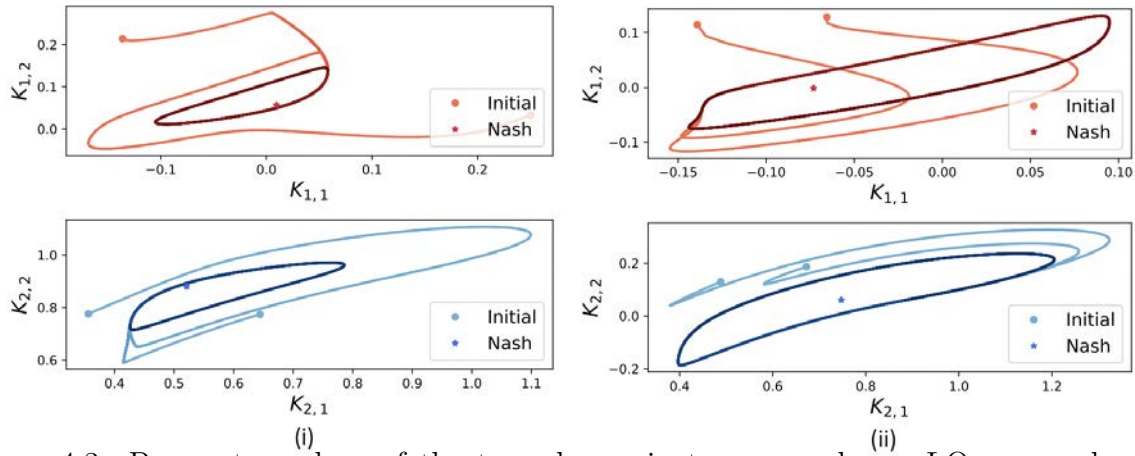 0.2
0.1
0.0
K1,2
−0.1 0.0 0.1 0.2
K1,1
Initial
Nash
0.1
0.0
−0.1
K1,2
−0.15 −0.10 −0.05 0.00 0.05 0.10
K1,1
Initial
Nash
1.0
0.8
0.6
K2,2
0.4 0.5 0.6 0.7 0.8 0.9 1.0 1.1
K2,1
Initial
Nash
(i)
0.2
0.0
−0.2
K2,2
0.4 0.6 0.8 1.0 1.2
K2,1
Initial
Nash
(ii)